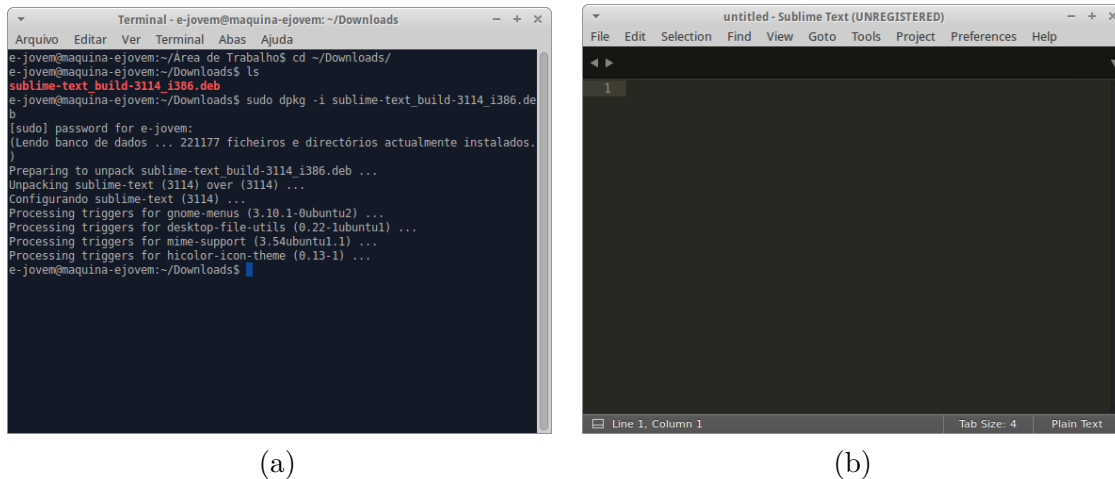 Terminal - e-jovem@maquina-ejovem: ~/Downloads
Arquivo Editar Ver Terminal Abas Ajuda
e-jovem@maquina-ejovem:~/Área de Trabalho$ cd ~/Downloads/
e-jovem@maquina-ejovem:~/Downloads$ ls
sublime-text_build-3114_i386.deb
e-jovem@maquina-ejovem:~/Downloads$ sudo dpkg -i sublime-text_build-3114_i386.de
b
[sudo] password for e-jovem:
(Lendo banco de dados ... 221177 ficheiros e directórios actualmente instalados.
)
Preparing to unpack sublime-text_build-3114_i386.deb ...
Unpacking sublime-text (3114) over (3114) ...
Configurando sublime-text (3114) ...
Processing triggers for gnome-menus (3.10.1-0ubuntu2) ...
Processing triggers for desktop-file-utils (0.22-1ubuntu1) ...
Processing triggers for mime-support (3.54ubuntu1.1) ...
Processing triggers for hicolor-icon-theme (0.13-1) ...
e-jovem@maquina-ejovem:~/Downloads$
(a)
untitled - Sublime Text (UNREGISTERED)
File Edit Selection Find View Goto Tools Project Preferences Help
1
Line 1, Column 1 Tab Size: 4 Plain Text
(b)